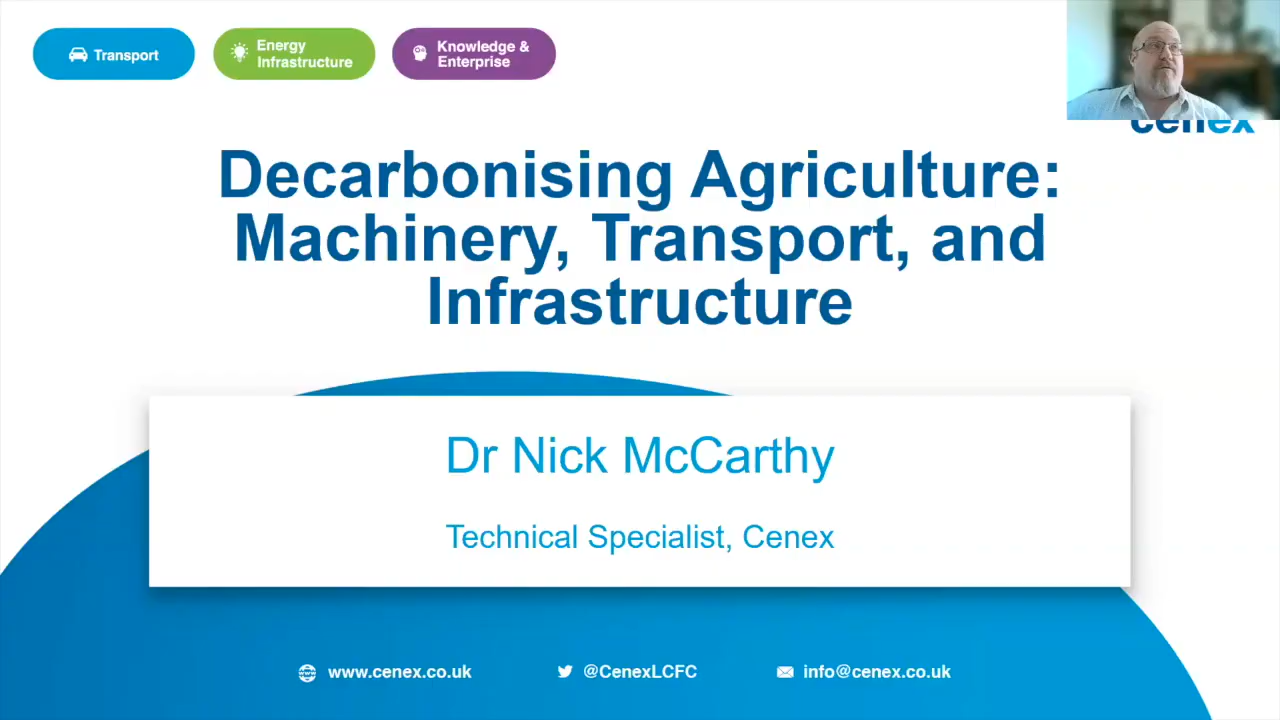 Transport
Energy
Infrastructure
Knowledge &
Enterprise
cenex
Decarbonising Agriculture:
Machinery, Transport, and
Infrastructure
Dr Nick McCarthy
Technical Specialist, Cenex
www.cenex.co.uk
@CenexLCFC
info@cenex.co.uk